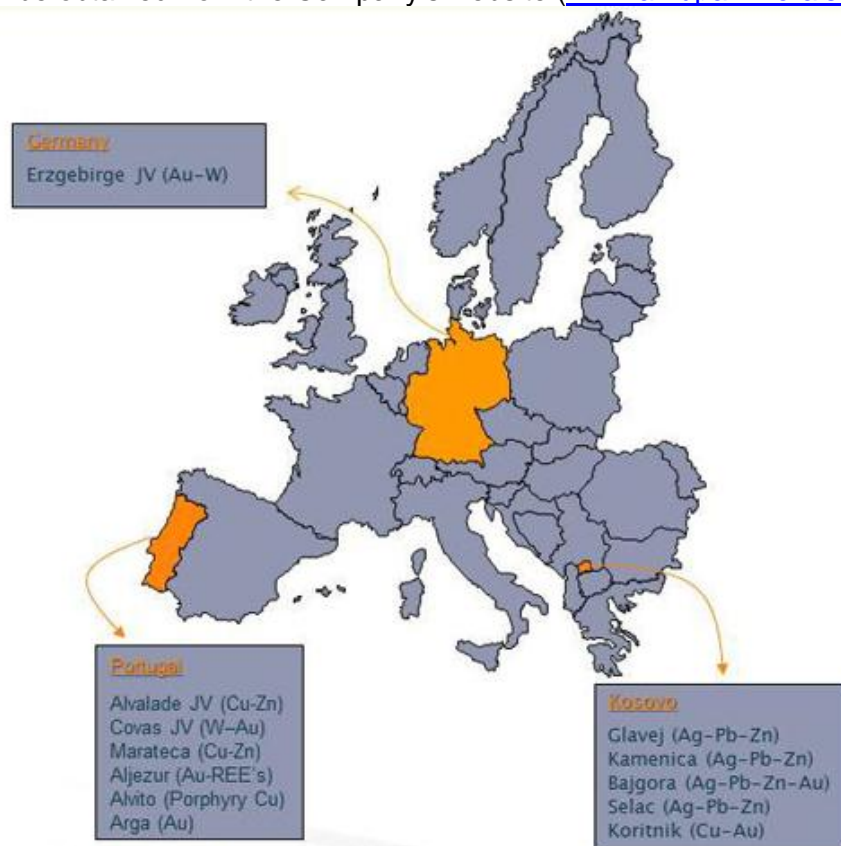 Germany
Erzgebirge JV (Au-W)
Portugal
Alvalade JV (Cu-Zn)
Covas JV (W–Au)
Marateca (Cu-Zn)
Aljezur (Au-REE's)
Alvito (Porphyry Cu)
Arga (Au)
Kosovo
Glavej (Ag-Pb-Zn)
Kamenica (Ag-Pb-Zn)
Bajgora (Ag-Pb-Zn-Au)
Selac (Ag-Pb-Zn)
Koritnik (Cu-Au)